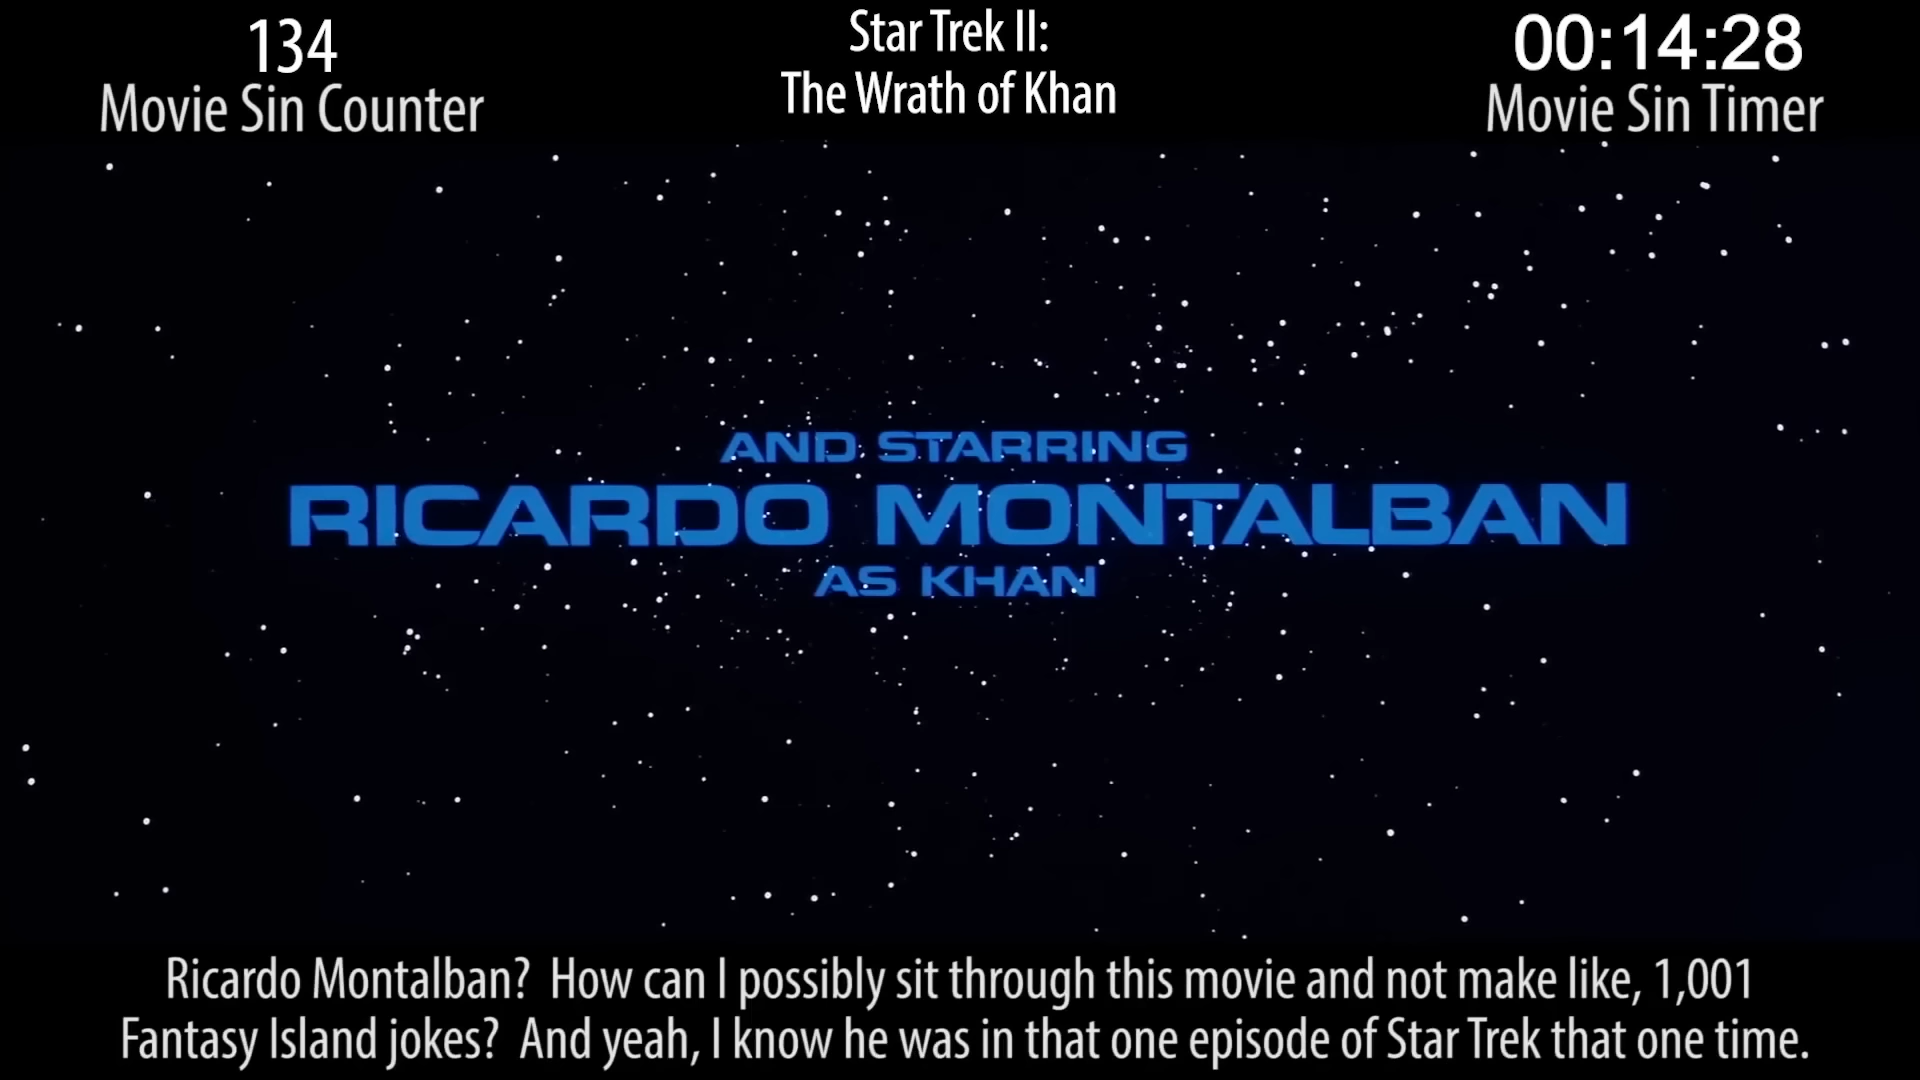 134
Movie Sin Counter
Star Trek II:
The Wrath of Khan
00:14:28
Movie Sin Timer
AND STARRING
RICARDO MONTALBAN
AS KHAN
Ricardo Montalban?  How can I possibly sit through this movie and not make like, 1,001
Fantasy Island jokes?  And yeah, I know he was in that one episode of Star Trek that one time.